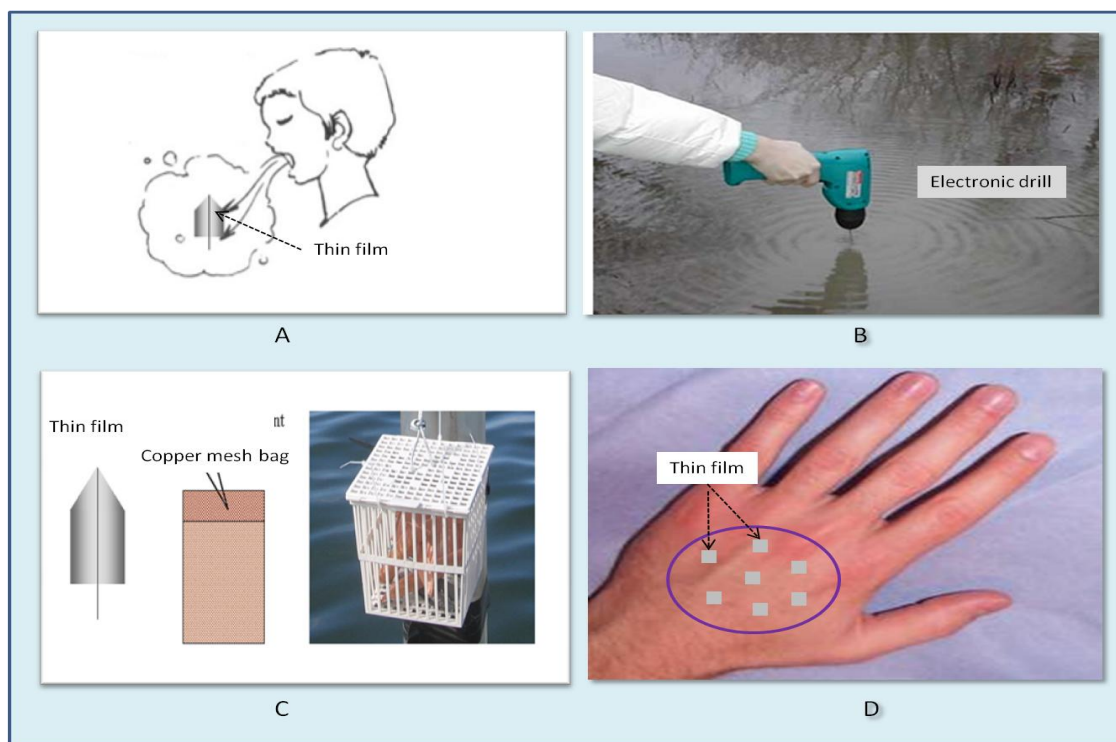 Thin film
A
Electronic drill
B
Thin film
nt
Copper mesh bag
C
Thin film
D